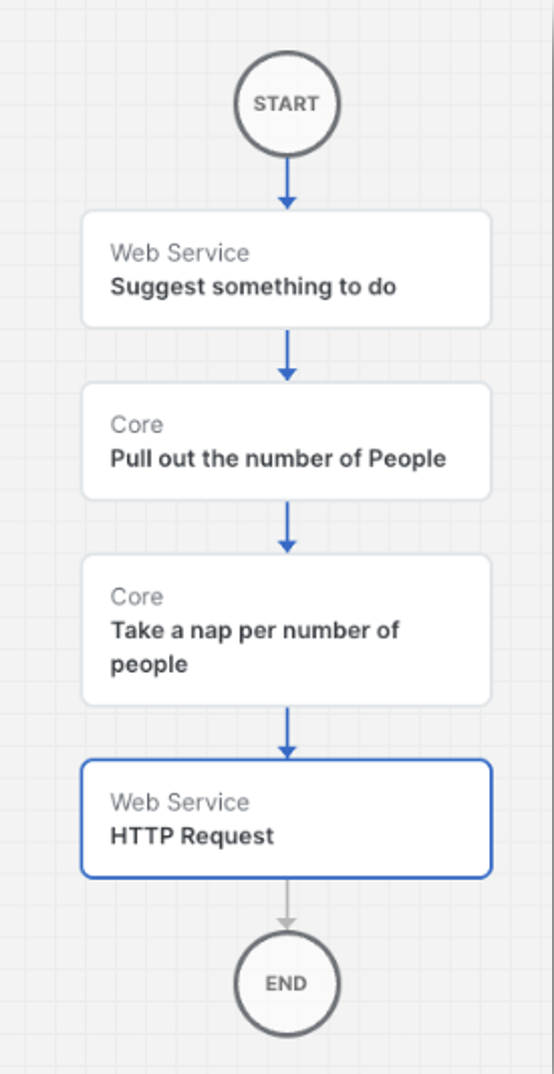 START
Web Service
Suggest something to do
Core
Pull out the number of People
Core
Take a nap per number of
people
Web Service
HTTP Request
END